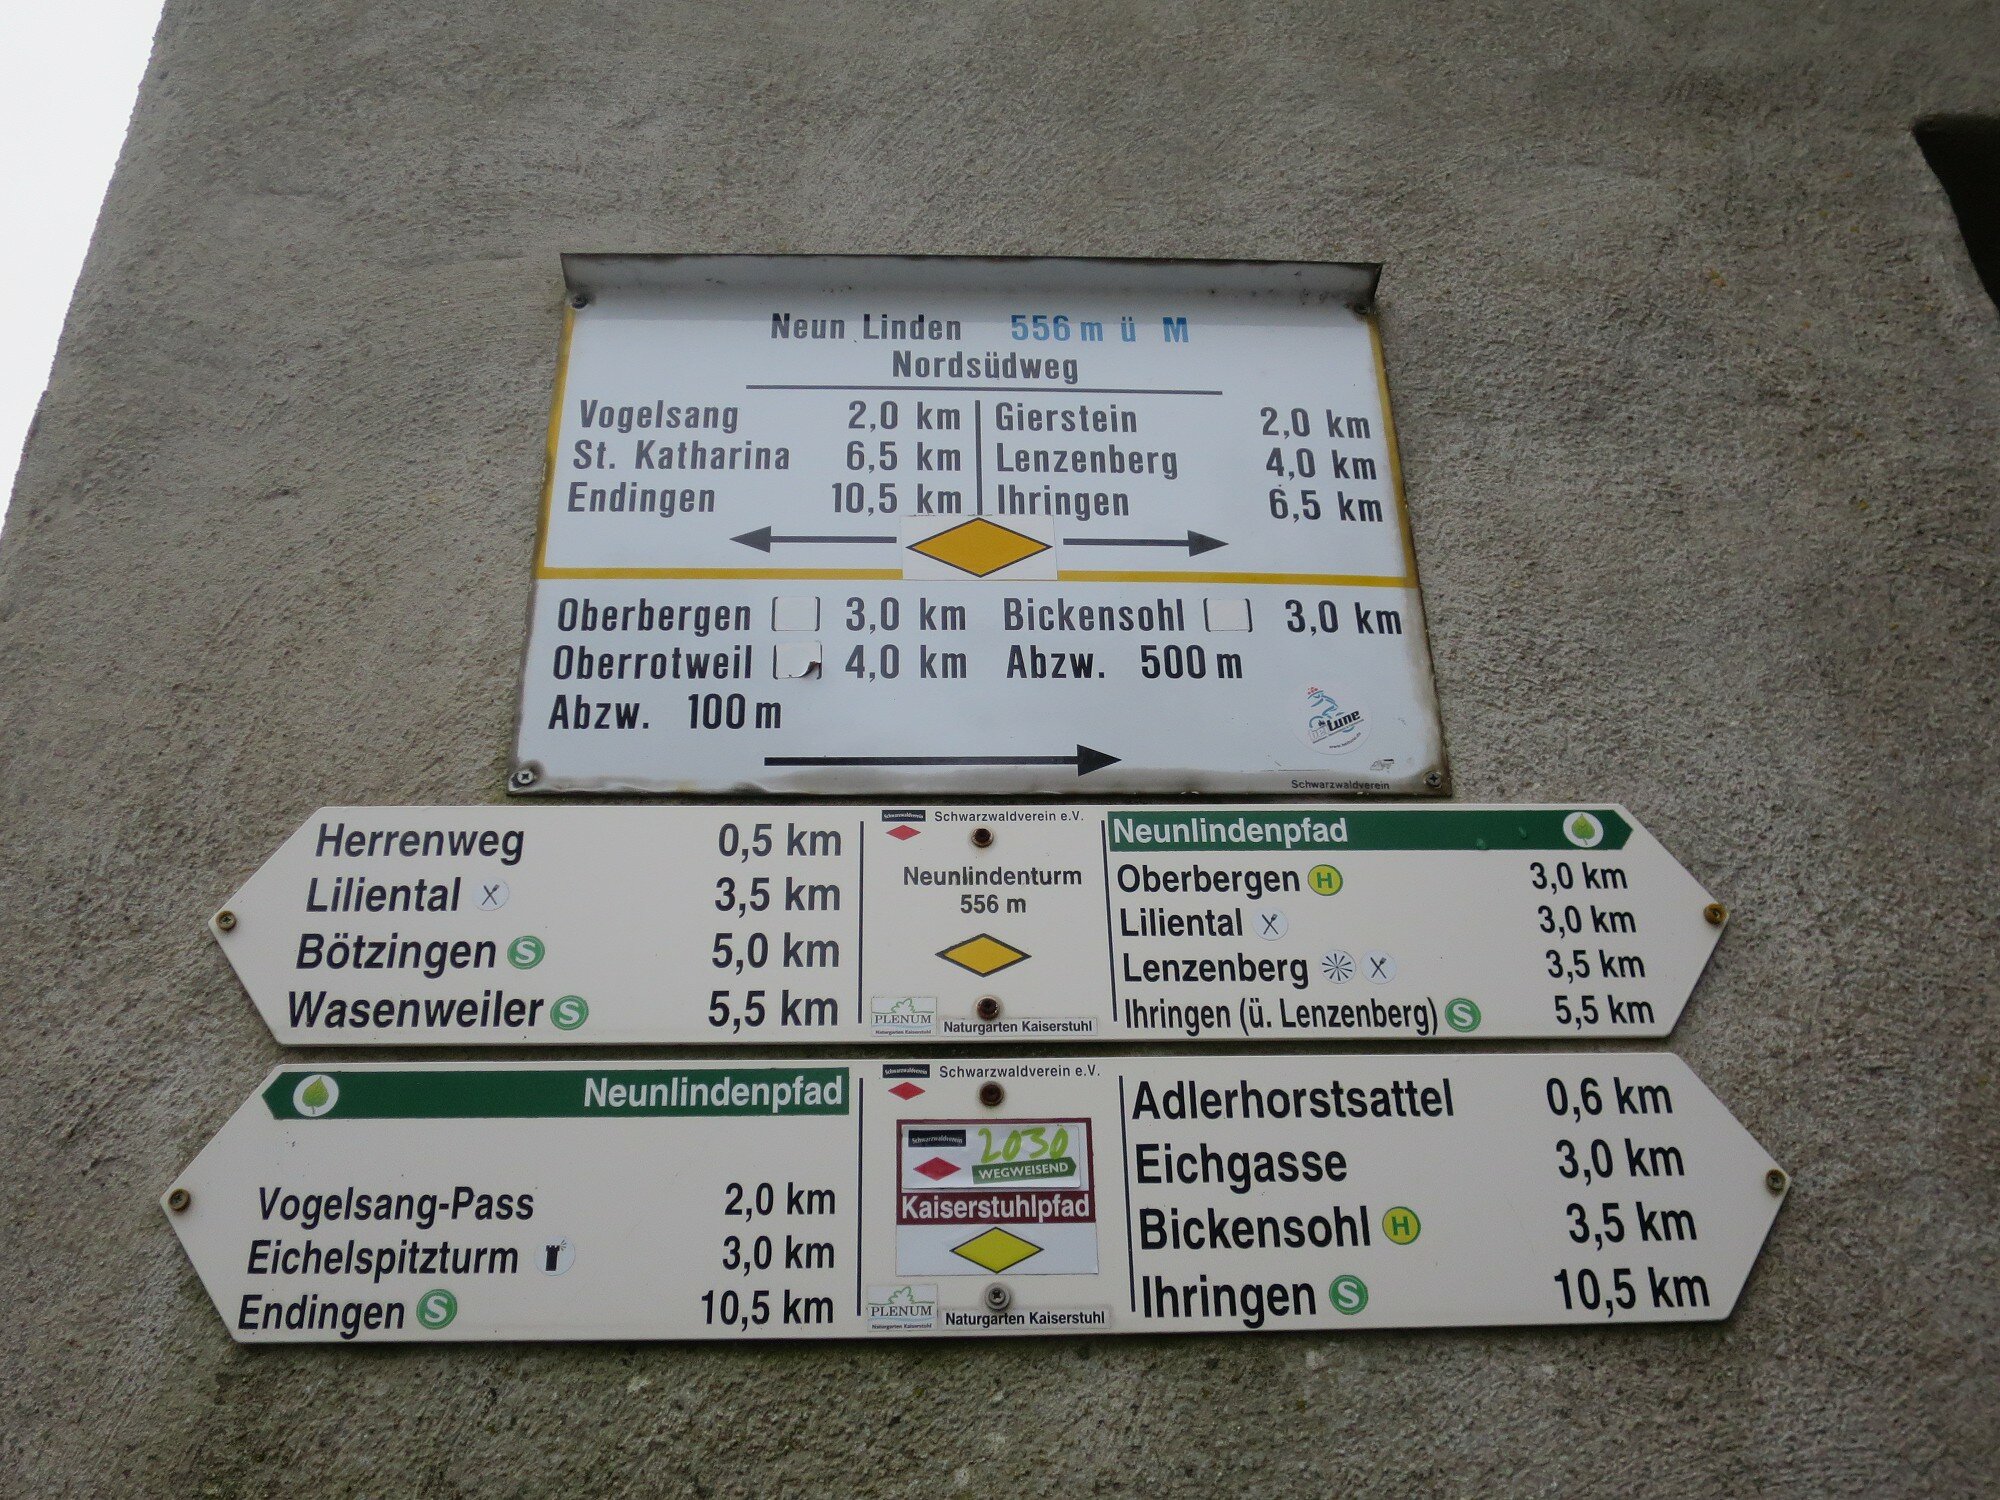 Neun Linden 556 m ü M
Nordsüdweg
Vogelsang 2,0 km Gierstein 2,0 km
St. Katharina 6,5 km Lenzenberg 4,0 km
Endingen 10,5 km Ihringen 6,5 km
Oberbergen 3,0 km Bickensohl 3,0 km
Oberrotweil 4,0 km Abzw. 500 m
Abzw. 100 m
Schwarzwaldverein
Herrenweg 0,5 km
Liliental 3,5 km
Bötzingen S 5,0 km
Wasenweiler S 5,5 km
Schwarzwaldverein Schwarzwaldverein e.V.
Neunlindenturm
556 m
PLENUM
Naturgarten Kaiserstuhl
Naturgarten Kaiserstuhl
Neunlindenpfad
Oberbergen H 3,0 km
Liliental 3,0 km
Lenzenberg 3,5 km
Ihringen (ü. Lenzenberg) S 5,5 km
Neunlindenpfad
Vogelsang-Pass 2,0 km
Eichelspitzturm 3,0 km
Endingen S 10,5 km
Schwarzwaldverein Schwarzwaldverein e.V.
Schwarzwaldverein 2030
WEGWEISEND
Kaiserstuhlpfad
PLENUM
Naturgarten Kaiserstuhl
Naturgarten Kaiserstuhl
Adlerhorstsattel 0,6 km
Eichgasse 3,0 km
Bickensohl H 3,5 km
Ihringen S 10,5 km